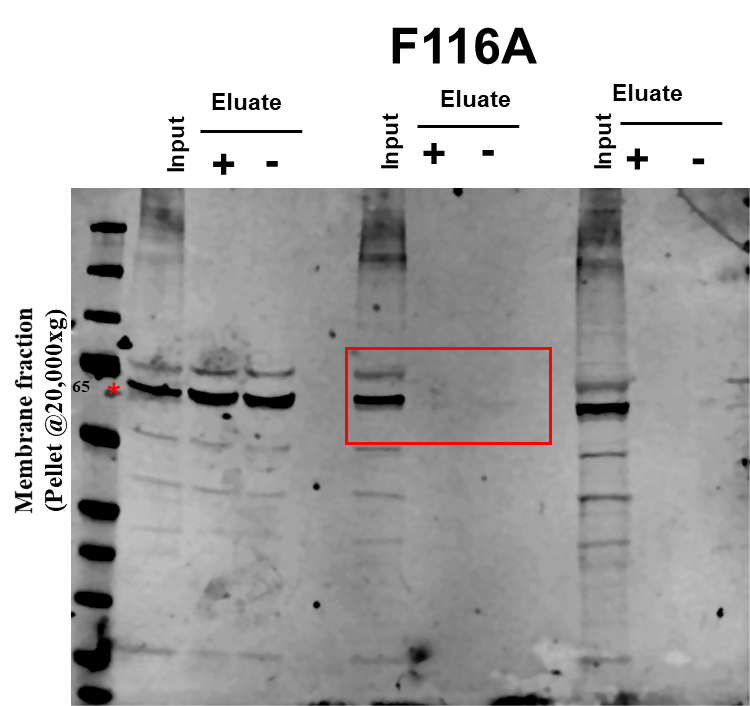 F116A
Input
Eluate
+ -
Input
Eluate
+ -
Input
Eluate
+ -
Membrane fraction
(Pellet @20,000xg)
65 *